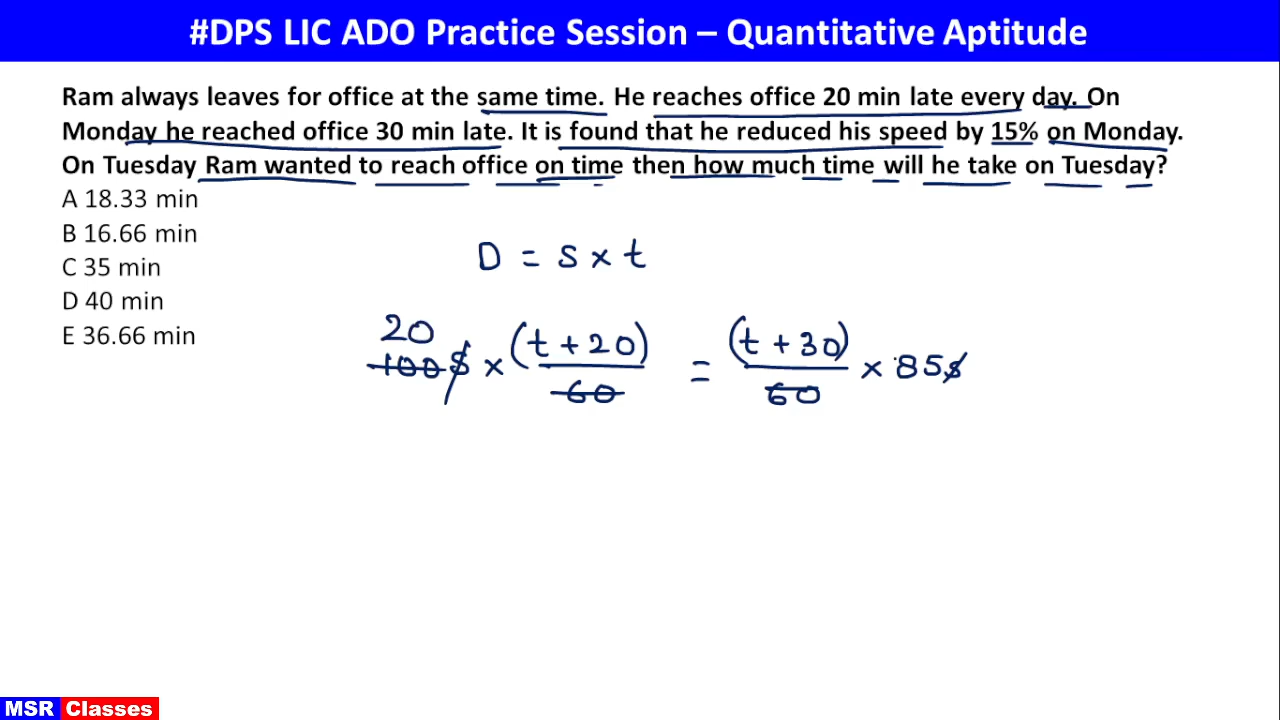 #DPS LIC ADO Practice Session – Quantitative Aptitude
Ram always leaves for office at the same time. He reaches office 20 min late every day. On
Monday he reached office 30 min late. It is found that he reduced his speed by 15% on Monday.
On Tuesday Ram wanted to reach office on time then how much time will he take on Tuesday?
A 18.33 min
B 16.66 min
C 35 min
D 40 min
E 36.66 min
D = s × t
20
100 s × (t + 20) / 60 = (t + 30) / 60 × 85 s
MSR Classes